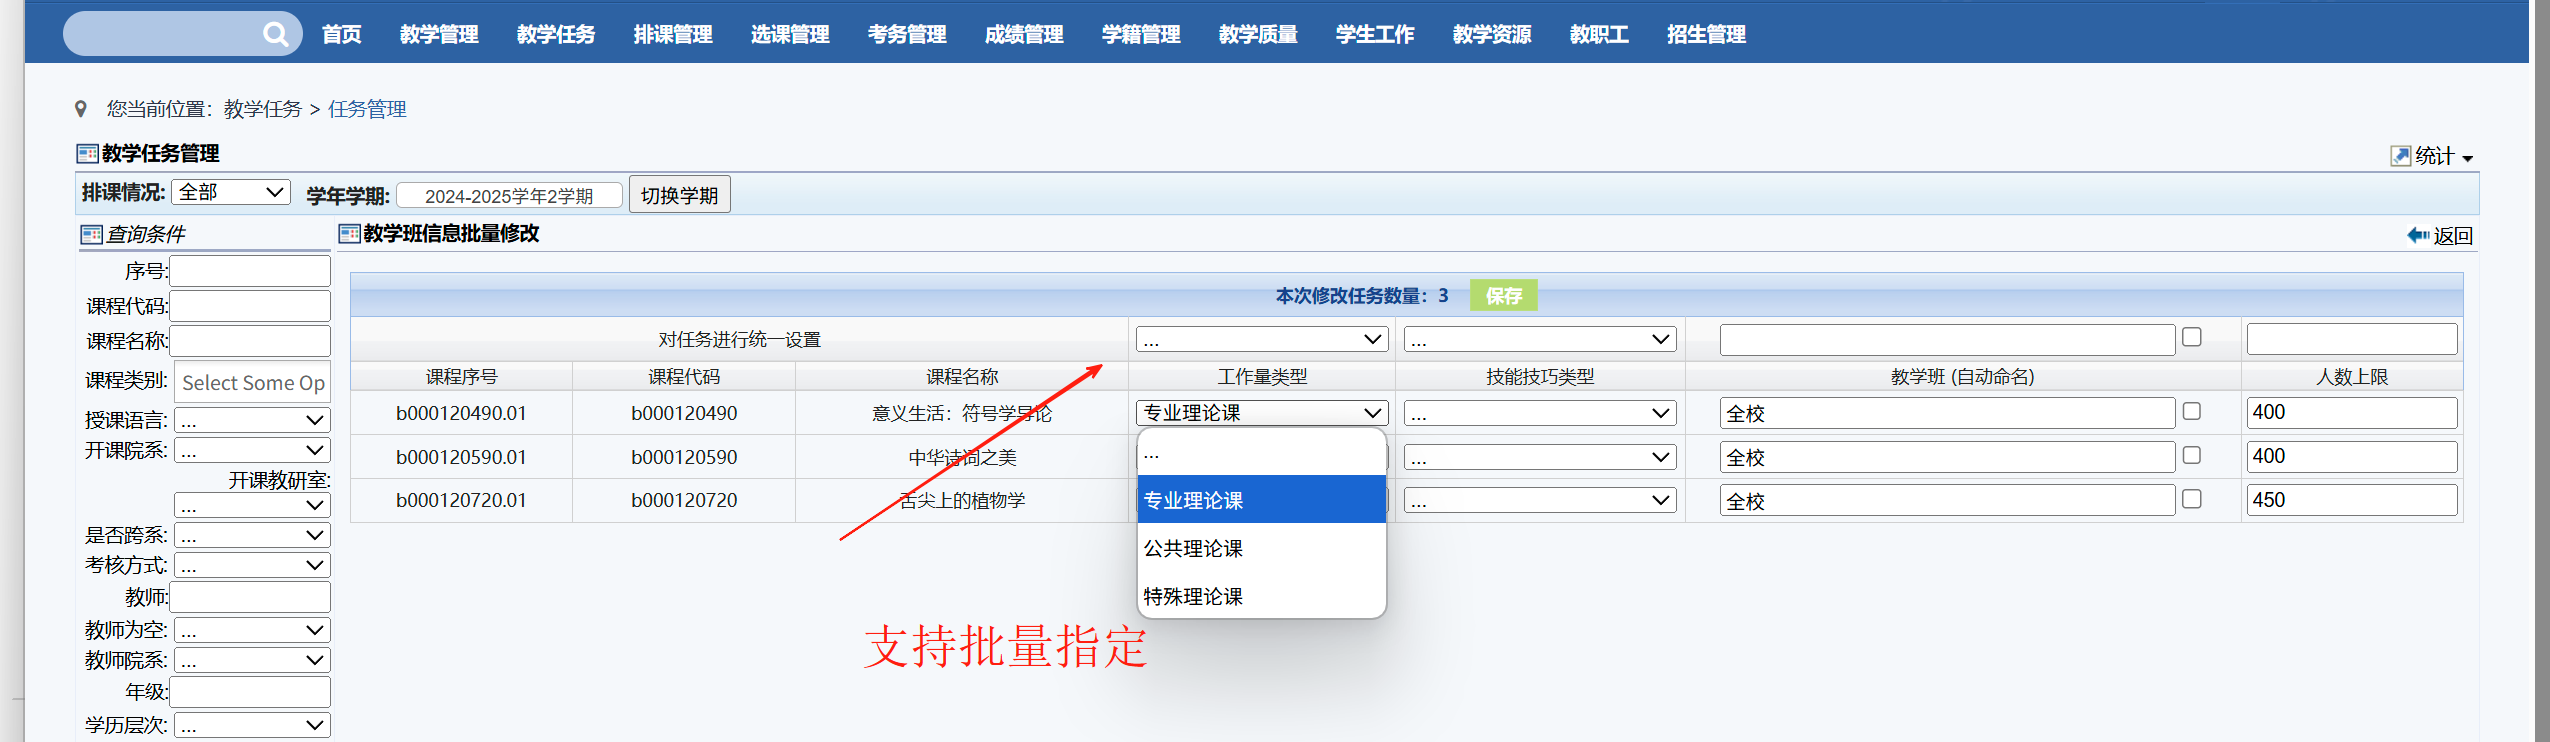 首页 教学管理 教学任务 排课管理 选课管理 考务管理 成绩管理 学籍管理 教学质量 学生工作 教学资源 教职工 招生管理
您当前位置：教学任务 > 任务管理
教学任务管理
统计
排课情况: 全部 学年学期: 2024-2025学年2学期 切换学期
查询条件
序号:
课程代码:
课程名称:
课程类别: Select Some Op
授课语言: ...
开课院系: ...
开课教研室:
...
是否跨系: ...
考核方式: ...
教师:
教师为空: ...
教师院系: ...
年级:
学历层次: ...
教学班信息批量修改
返回
本次修改任务数量：3 保存
对任务进行统一设置 ... ...
课程序号 课程代码 课程名称 工作量类型 技能技巧类型 教学班 (自动命名) 人数上限
b000120490.01 b000120490 意义生活：符号学导论 专业理论课 ... 全校 400
b000120590.01 b000120590 中华诗词之美 ... 全校 400
b000120720.01 b000120720 舌尖上的植物学 ... 全校 450
...
专业理论课
公共理论课
特殊理论课
支持批量指定